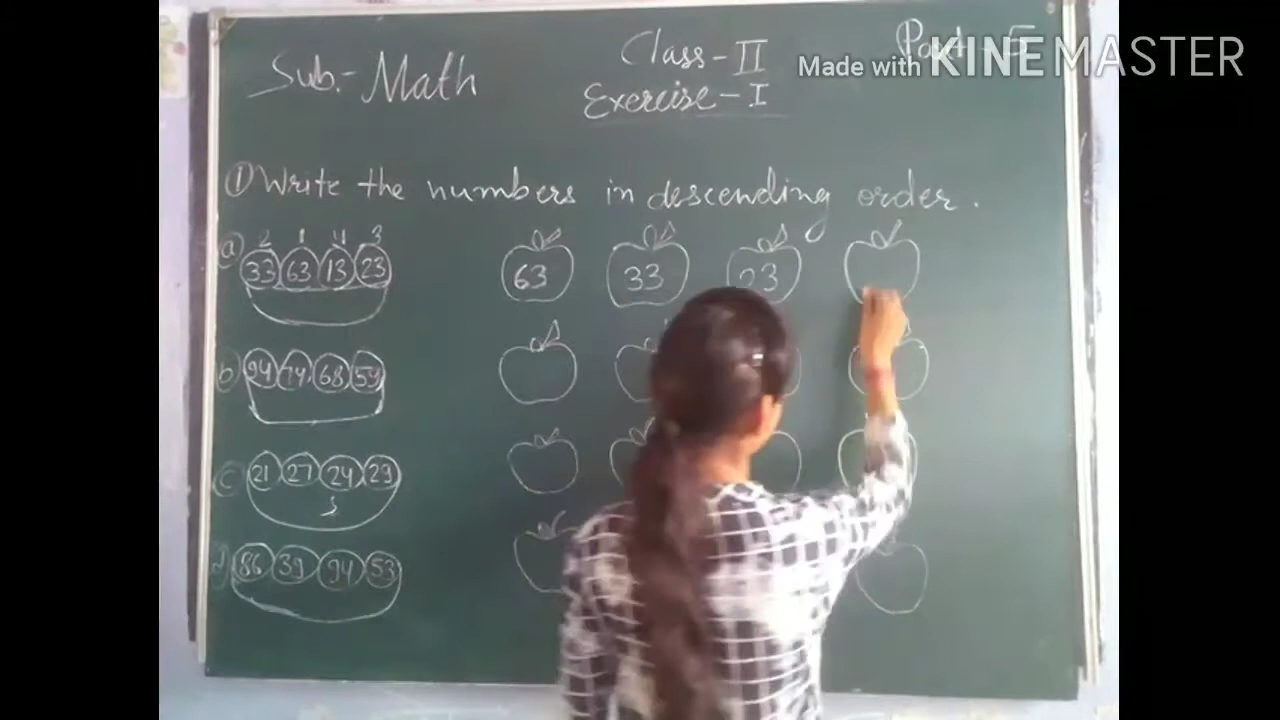 Sub:- Math
Class - II
Part - 5
Made with KINEMASTER
Exercise - I
① Write the numbers in descending order.
2 1 4 3
a) 33 63 13 23
63 33 23
b) 94 74 68 59
c) 21 27 24 29
d) 86 39 94 53